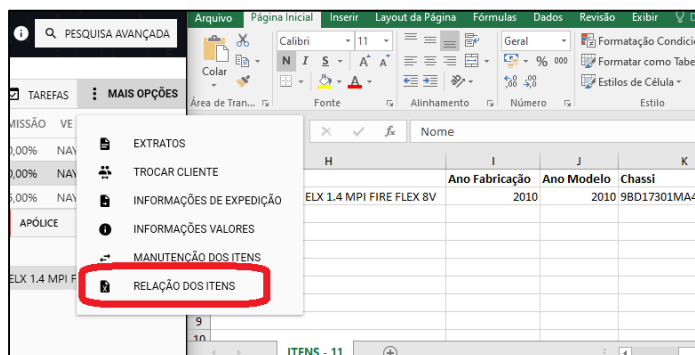 PESQUISA AVANÇADA
TAREFAS
MAIS OPÇÕES
MISSÃO VE
0,00% NAY
0,00% NAY
5,00% NAY
APÓLICE
ELX 1.4 MPI F
EXTRATOS
TROCAR CLIENTE
INFORMAÇÕES DE EXPEDIÇÃO
INFORMAÇÕES VALORES
MANUTENÇÃO DOS ITENS
RELAÇÃO DOS ITENS
Arquivo Página Inicial Inserir Layout da Página Fórmulas Dados Revisão Exibir
Calibri 11 Geral Formatação Condici
Colar N I S A A % 000 Formatar como Tabe
Estilos de Célula
Área de Tran... Fonte Alinhamento Número Estilo
fx Nome
H I J K
Ano Fabricação Ano Modelo Chassi
ELX 1.4 MPI FIRE FLEX 8V 2010 2010 9BD17301MA4
9
10
ITENS - 11